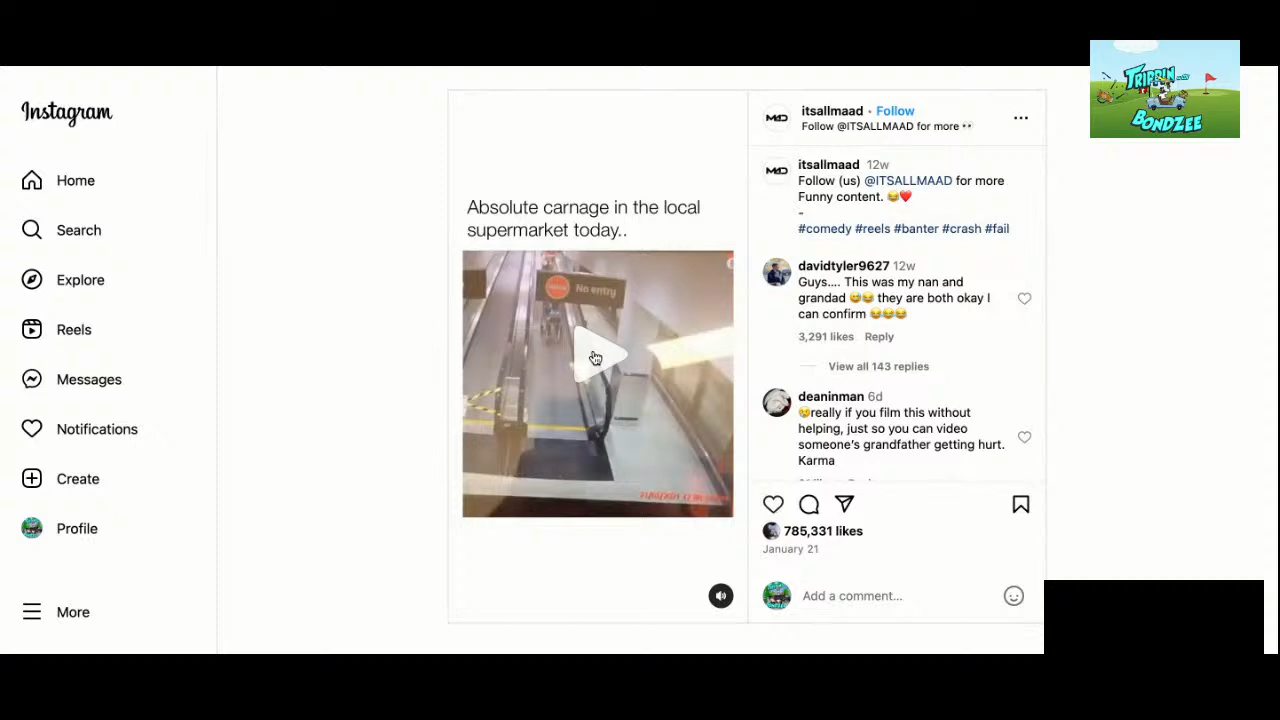 TRIPPIN with
BONDZEE
Instagram
Home
Search
Explore
Reels
Messages
Notifications
Create
Profile
More
Absolute carnage in the local
supermarket today..
No entry
itsallmaad • Follow
Follow @ITSALLMAAD for more 👀
itsallmaad 12w
Follow (us) @ITSALLMAAD for more
Funny content. 😂❤️
-
#comedy #reels #banter #crash #fail
davidtyler9627 12w
Guys.... This was my nan and
grandad 😅😂 they are both okay I
can confirm 😂😂😂
3,291 likes Reply
View all 143 replies
deaninman 6d
😢really if you film this without
helping, just so you can video
someone's grandfather getting hurt.
Karma
785,331 likes
January 21
Add a comment...